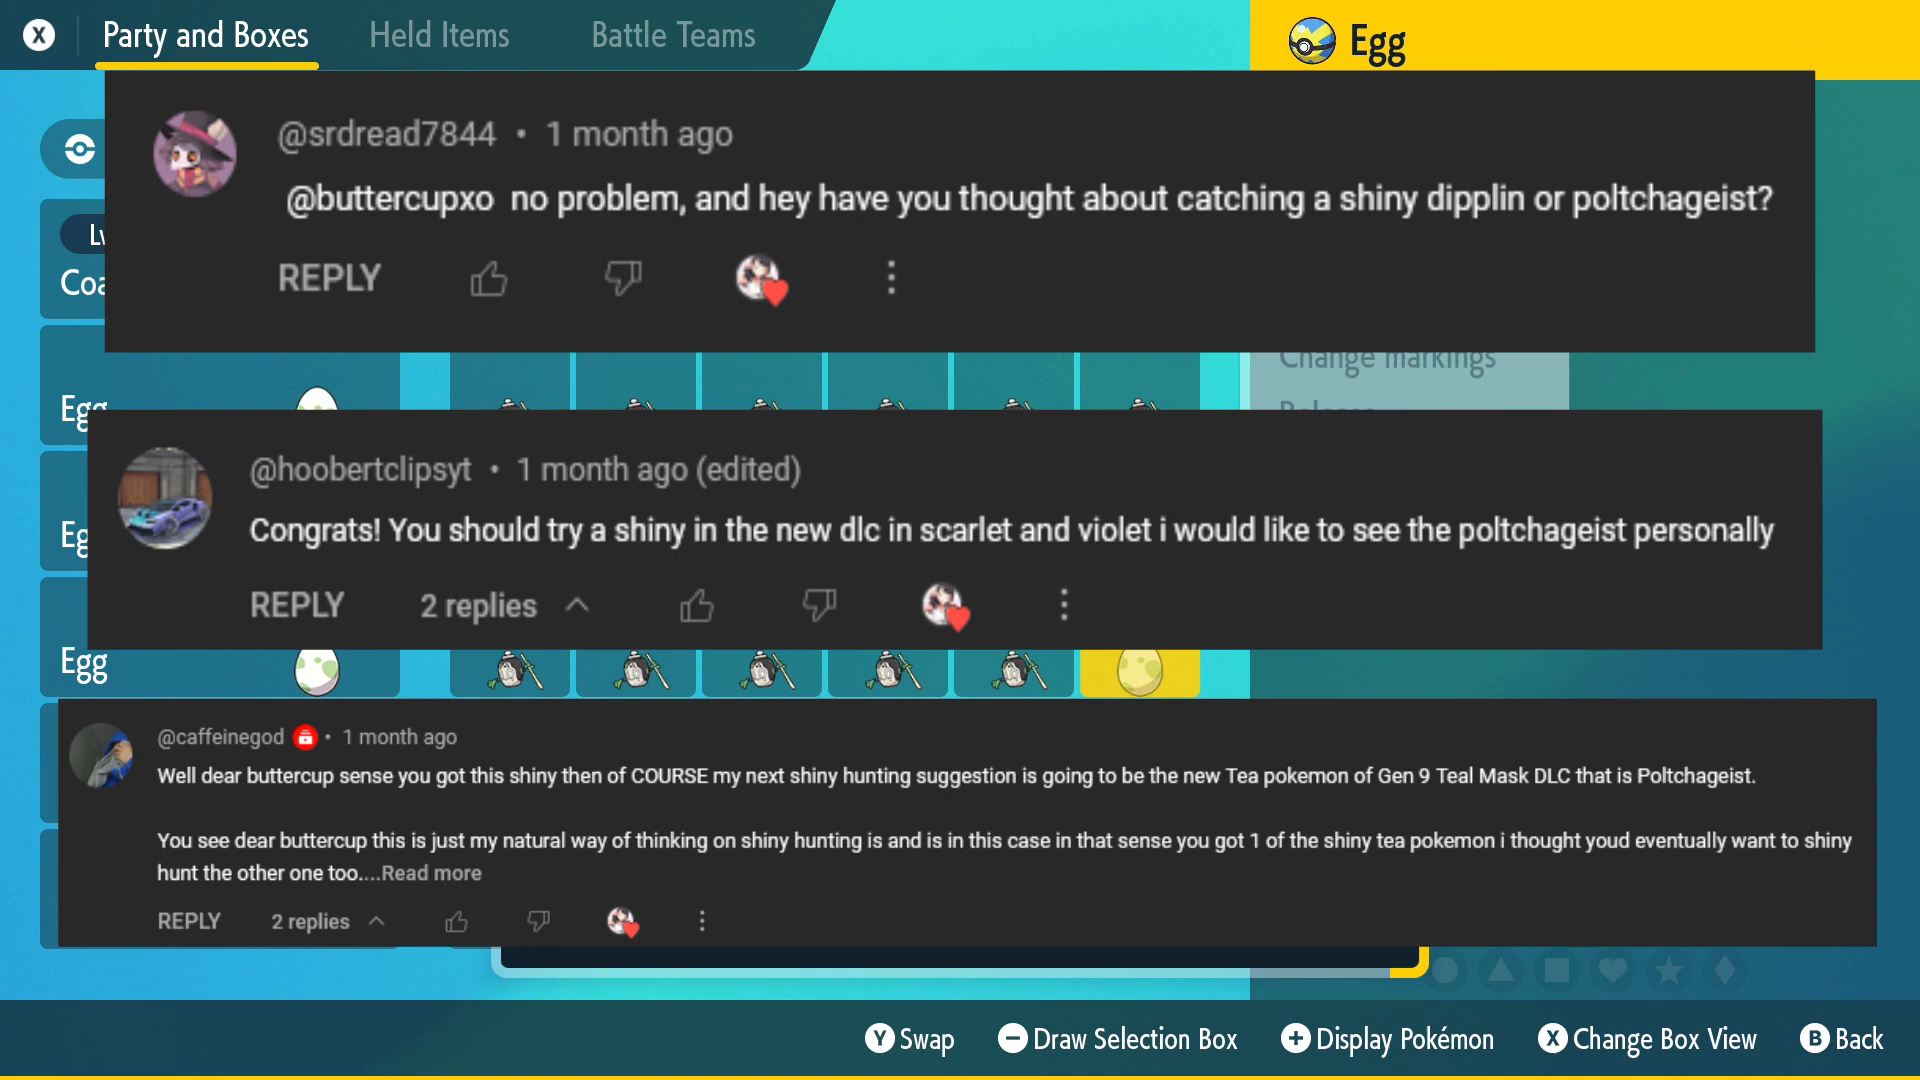 X Party and Boxes Held Items Battle Teams Egg
@srdread7844 • 1 month ago
@buttercupxo no problem, and hey have you thought about catching a shiny dipplin or poltchageist?
REPLY
Lv
Coa
Change markings
Release
Egg
@hoobertclipsyt • 1 month ago (edited)
Congrats! You should try a shiny in the new dlc in scarlet and violet i would like to see the poltchageist personally
REPLY 2 replies
Eg
Egg
@caffeinegod • 1 month ago
Well dear buttercup sense you got this shiny then of COURSE my next shiny hunting suggestion is going to be the new Tea pokemon of Gen 9 Teal Mask DLC that is Poltchageist.
You see dear buttercup this is just my natural way of thinking on shiny hunting is and is in this case in that sense you got 1 of the shiny tea pokemon i thought youd eventually want to shiny
hunt the other one too....Read more
REPLY 2 replies
Y Swap - Draw Selection Box + Display Pokémon X Change Box View B Back